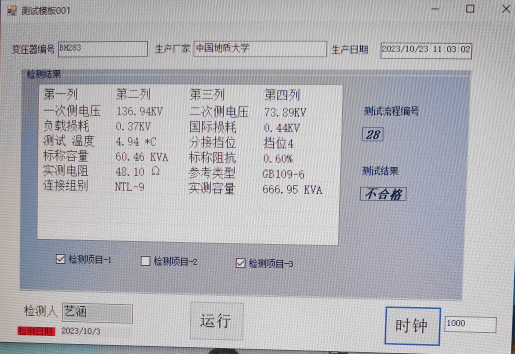 测试模板001
变压器编号 BH283 生产厂家 中国地质大学 生产日期 2023/10/23 11:03:02
检测结果
第一列 第二列 第三列 第四列
一次侧电压 136.94KV 二次侧电压 73.89KV
负载损耗 0.37KV 国际损耗 0.44KV
测试 温度 4.94 *C 分接挡位 挡位4
标称容量 60.46 KVA 标称阻抗 0.60%
实测电阻 48.10 Ω 参考类型 GB109-6
连接组别 NTL-9 实测容量 666.95 KVA
测试流程编号
28
测试结果
不合格
检测项目-1 检测项目-2 检测项目-3
检测人 艺涵 运行 时钟 1000
检测日期 2023/10/3